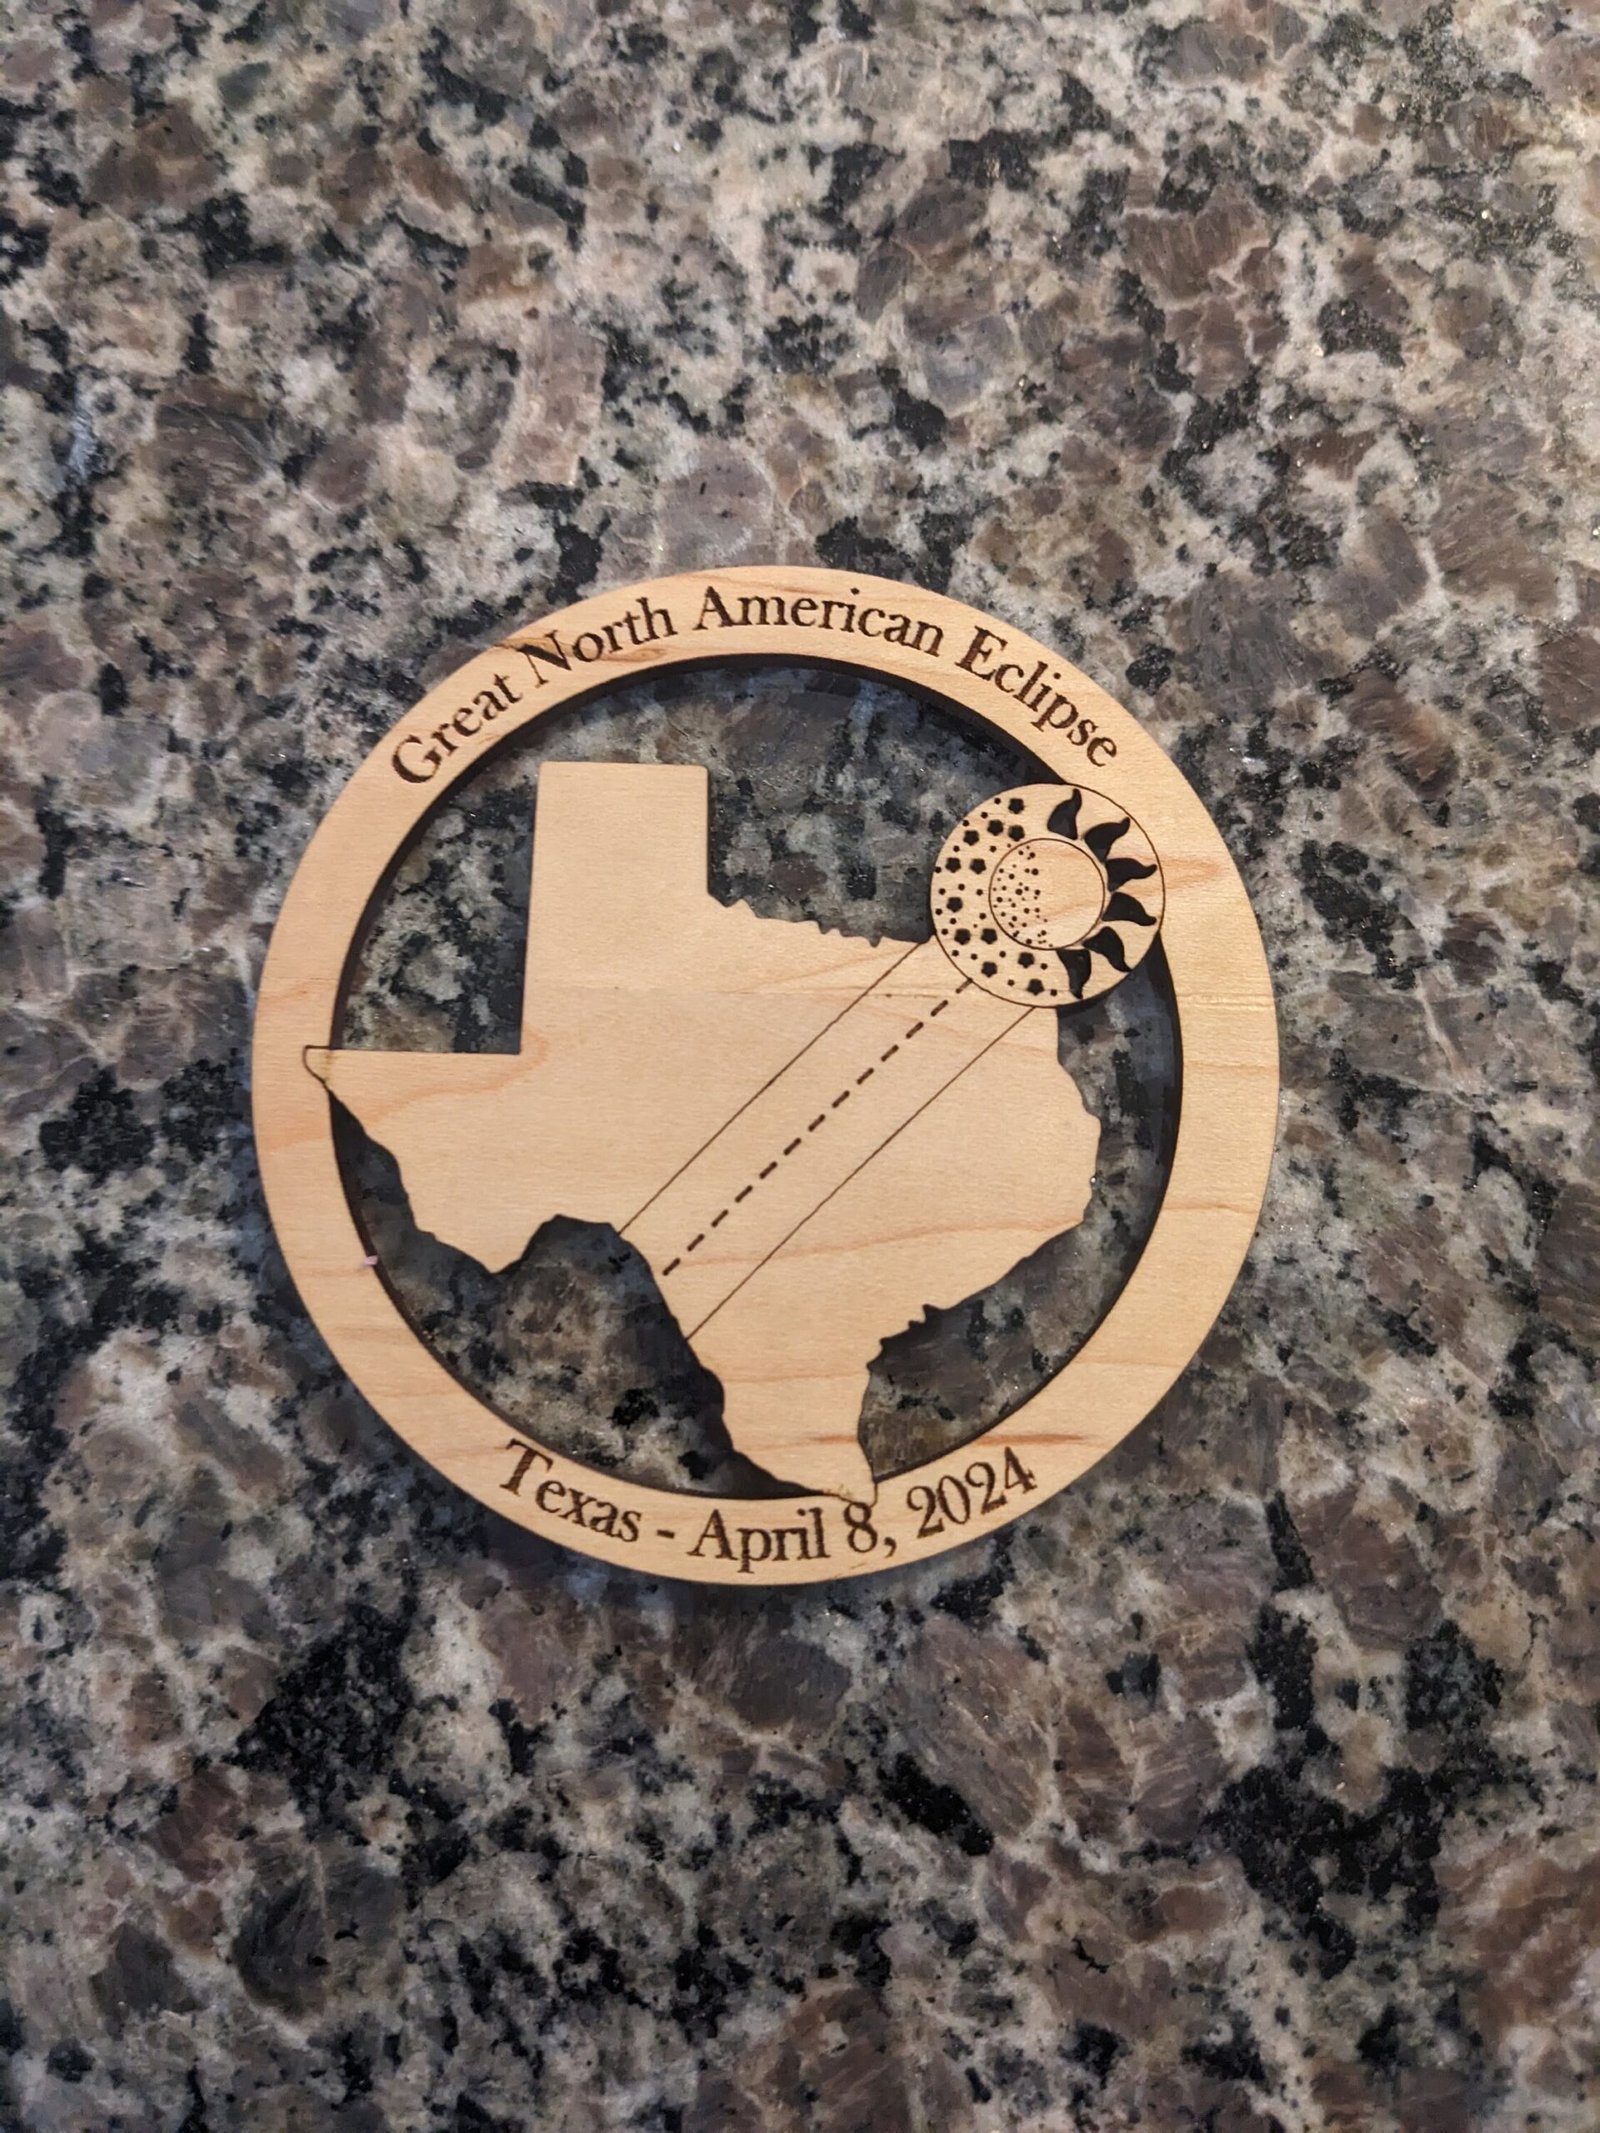 Great North American Eclipse
Texas - April 8, 2024